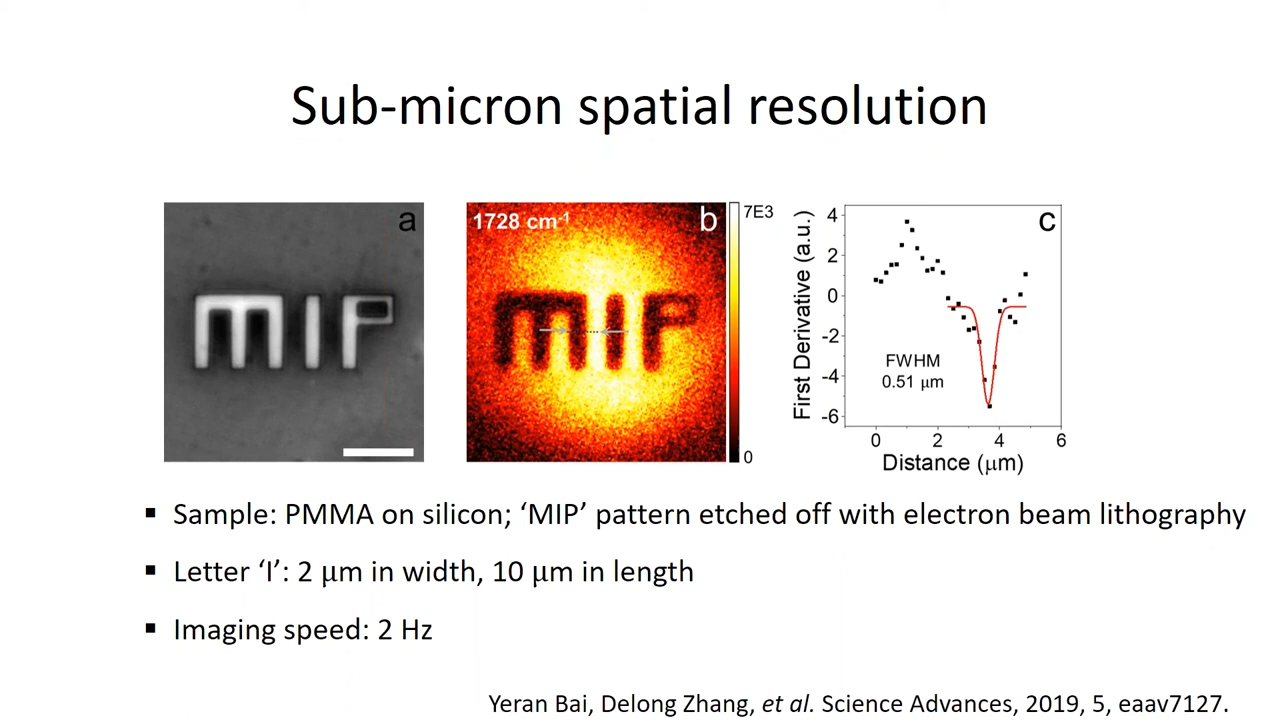 Sub-micron spatial resolution
a
MIP
1728 cm⁻¹
b
MIP
7E3
0
c
First Derivative (a.u.)
4
2
0
-2
-4
-6
FWHM
0.51 μm
0 2 4 6
Distance (μm)
▪ Sample: PMMA on silicon; ‘MIP’ pattern etched off with electron beam lithography
▪ Letter ‘I’: 2 μm in width, 10 μm in length
▪ Imaging speed: 2 Hz
Yeran Bai, Delong Zhang, et al. Science Advances, 2019, 5, eaav7127.